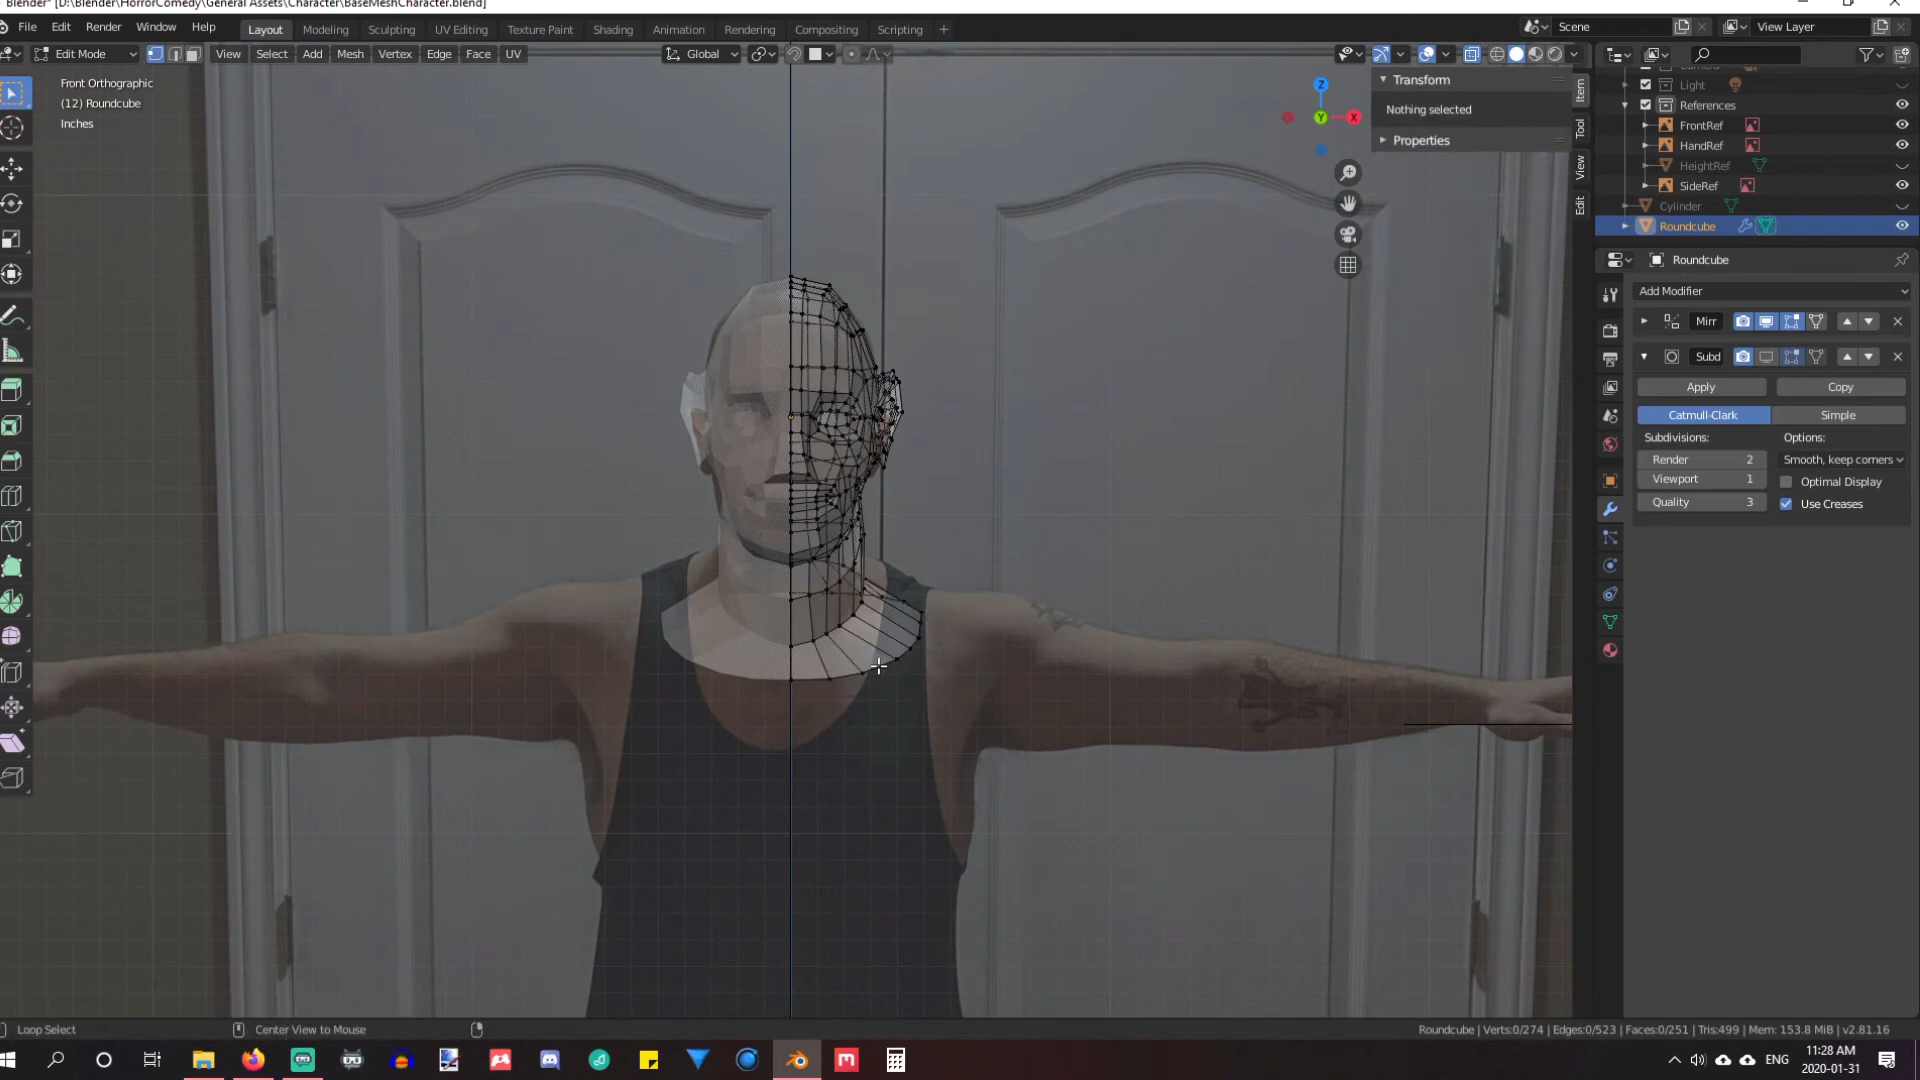 Blender* [D:\Blender\HorrorComedy\General Assets\Character\BaseMeshCharacter.blend]
File Edit Render Window Help Layout Modeling Sculpting UV Editing Texture Paint Shading Animation Rendering Compositing Scripting + Scene View Layer
Edit Mode View Select Add Mesh Vertex Edge Face UV Global
Front Orthographic
(12) Roundcube
Inches
Z
Y
X
Transform
Nothing selected
Properties
Item
Tool
View
Edit
Light
References
FrontRef
HandRef
HeightRef
SideRef
Cylinder
Roundcube
Roundcube
Add Modifier
Mirr
Subd
Apply Copy
Catmull-Clark Simple
Subdivisions: Options:
Render 2 Smooth, keep corners
Viewport 1 Optimal Display
Quality 3 Use Creases
Loop Select Center View to Mouse
Roundcube | Verts:0/274 | Edges:0/523 | Faces:0/251 | Tris:499 | Mem: 153.8 MiB | v2.81.16
ENG
11:28 AM
2020-01-31